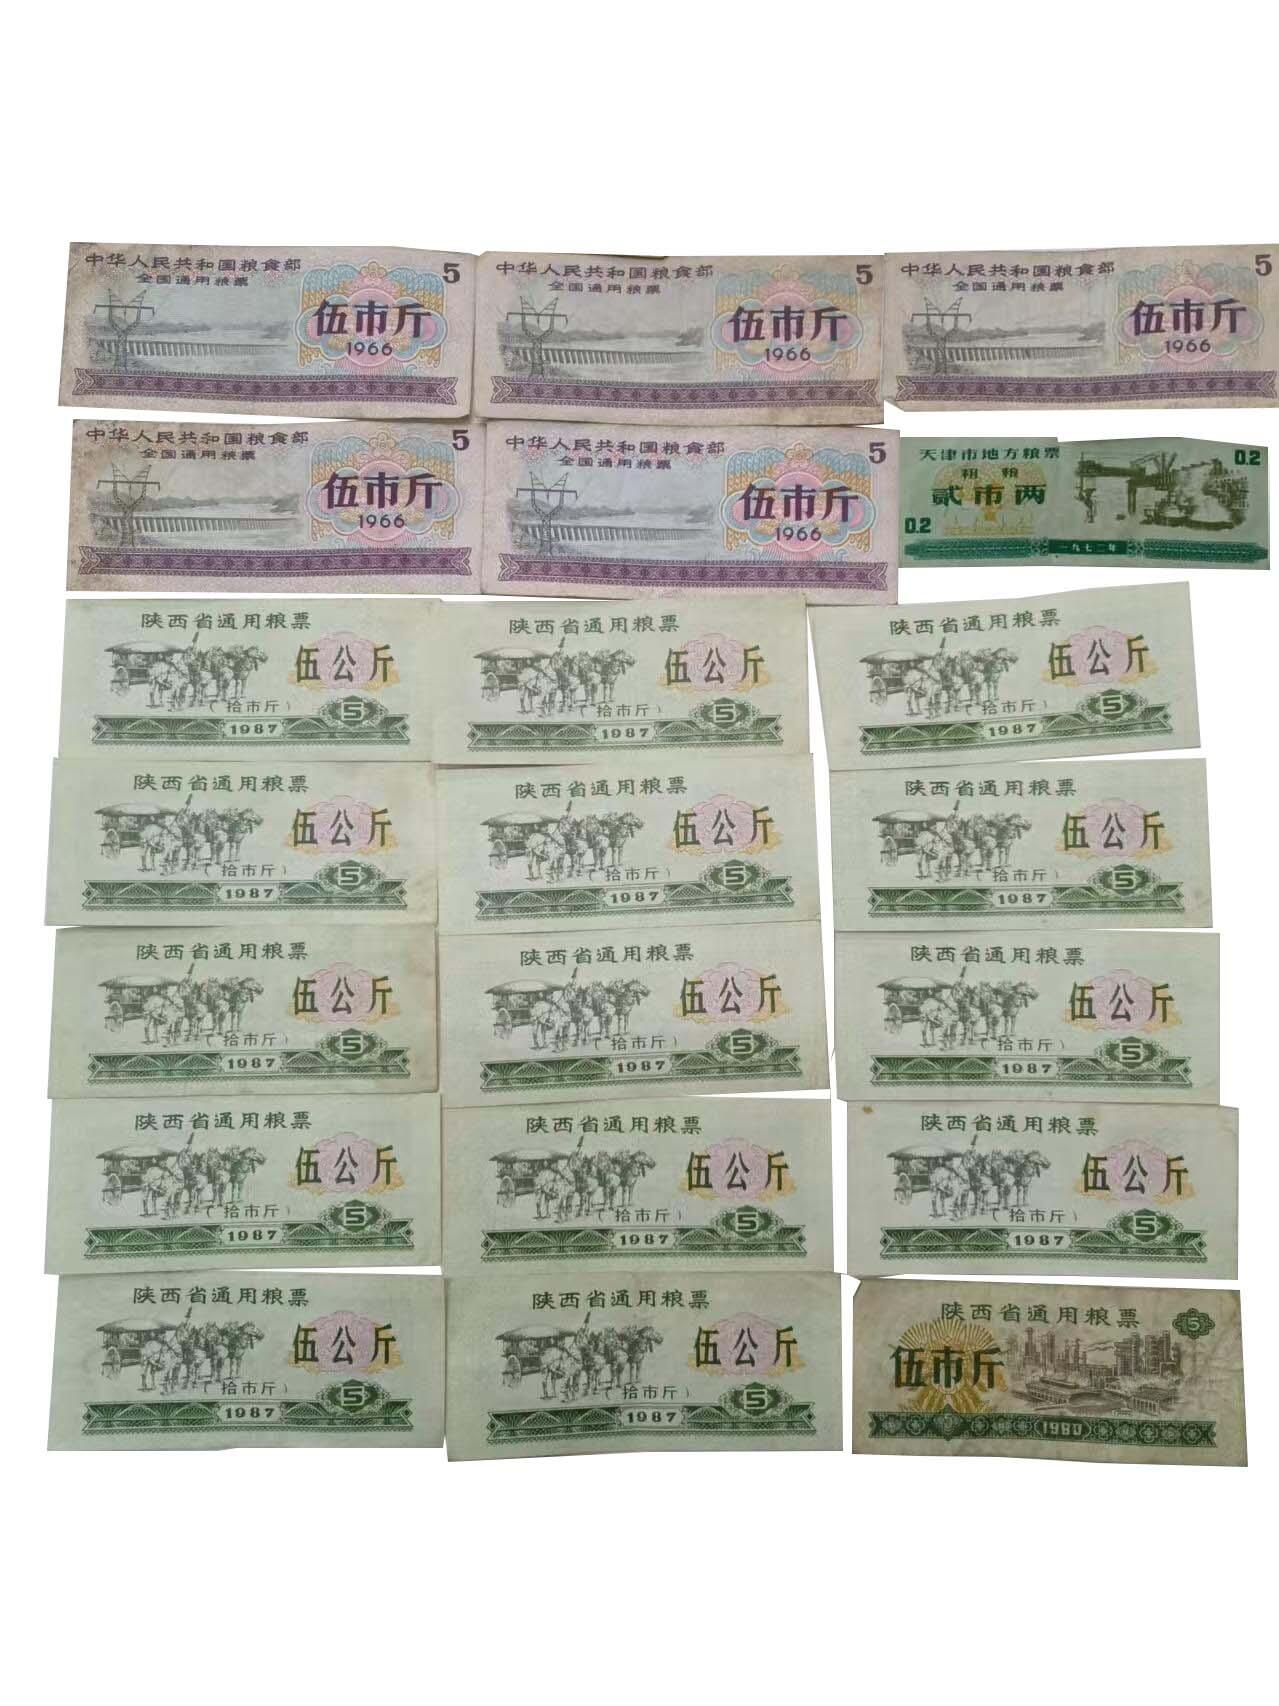 中华人民共和国粮食部
全国通用粮票
5
伍市斤
1966
中华人民共和国粮食部
全国通用粮票
5
伍市斤
1966
中华人民共和国粮食部
全国通用粮票
5
伍市斤
1966
中华人民共和国粮食部
全国通用粮票
5
伍市斤
1966
中华人民共和国粮食部
全国通用粮票
5
伍市斤
1966
天津市地方粮票
粗粮
贰市两
0.2
0.2
一九七二年
陕西省通用粮票
伍公斤
(拾市斤)
5
1987
陕西省通用粮票
伍公斤
(拾市斤)
5
1987
陕西省通用粮票
伍公斤
(拾市斤)
5
1987
陕西省通用粮票
伍公斤
(拾市斤)
5
1987
陕西省通用粮票
伍公斤
(拾市斤)
5
1987
陕西省通用粮票
伍公斤
(拾市斤)
5
1987
陕西省通用粮票
伍公斤
(拾市斤)
5
1987
陕西省通用粮票
伍公斤
(拾市斤)
5
1987
陕西省通用粮票
伍公斤
(拾市斤)
5
1987
陕西省通用粮票
伍公斤
(拾市斤)
5
1987
陕西省通用粮票
伍公斤
(拾市斤)
5
1987
陕西省通用粮票
伍公斤
(拾市斤)
5
1987
陕西省通用粮票
伍公斤
(拾市斤)
5
1987
陕西省通用粮票
伍公斤
(拾市斤)
5
1987
陕西省通用粮票
5
伍市斤
1980